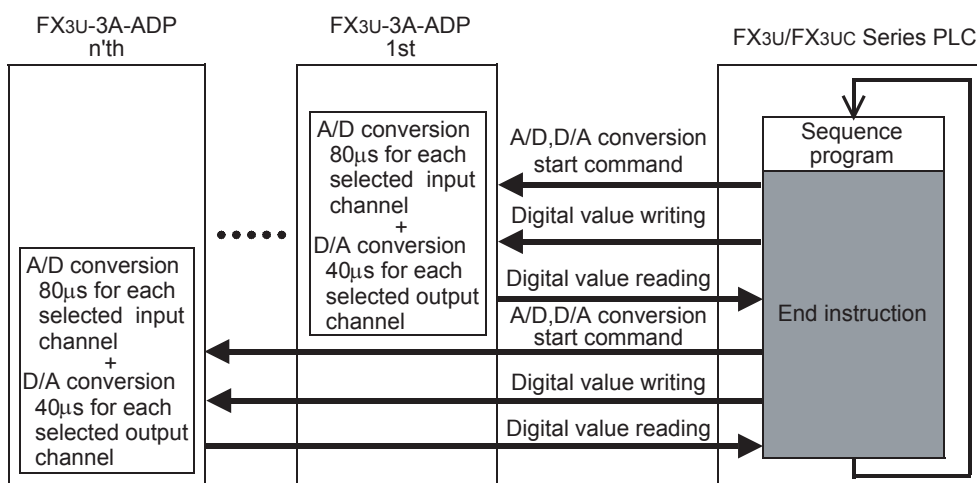 FX3U-3A-ADP
n'th
FX3U-3A-ADP
1st
FX3U/FX3UC Series PLC
A/D conversion
80μs for each
selected input
channel
+
D/A conversion
40μs for each
selected output
channel
A/D conversion
80μs for each
selected input
channel
+
D/A conversion
40μs for each
selected output
channel
A/D,D/A conversion
start command
Digital value writing
Digital value reading
A/D,D/A conversion
start command
Digital value writing
Digital value reading
Sequence
program
End instruction